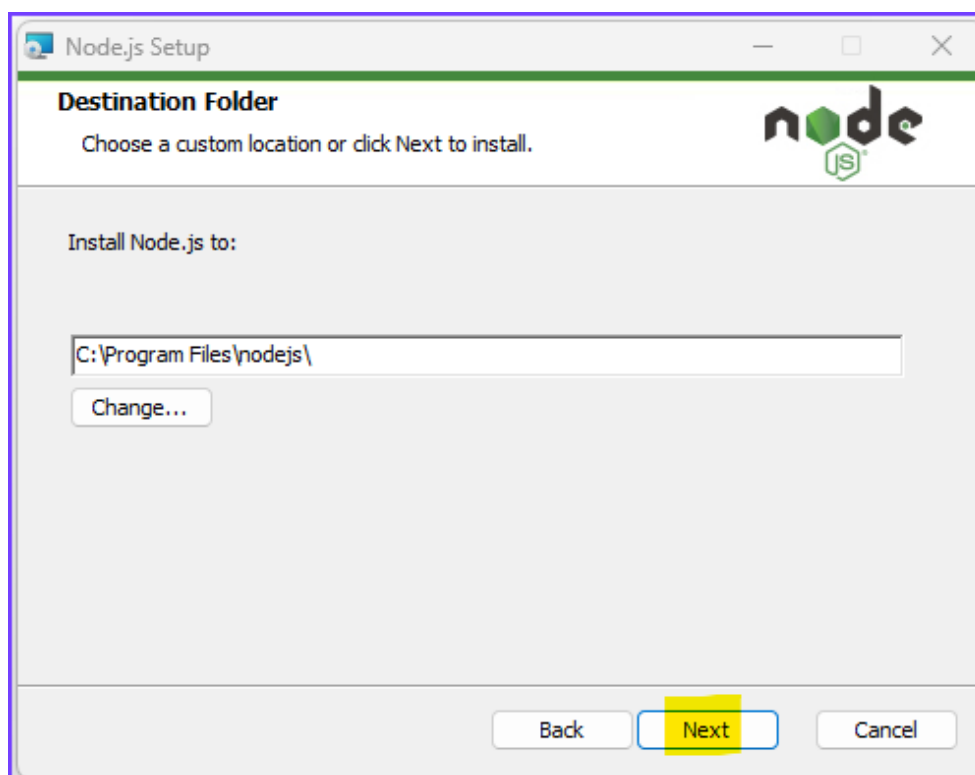 Node.js Setup
Destination Folder
Choose a custom location or click Next to install.
node
JS
Install Node.js to:
C:\Program Files\nodejs\
Change...
Back
Next
Cancel